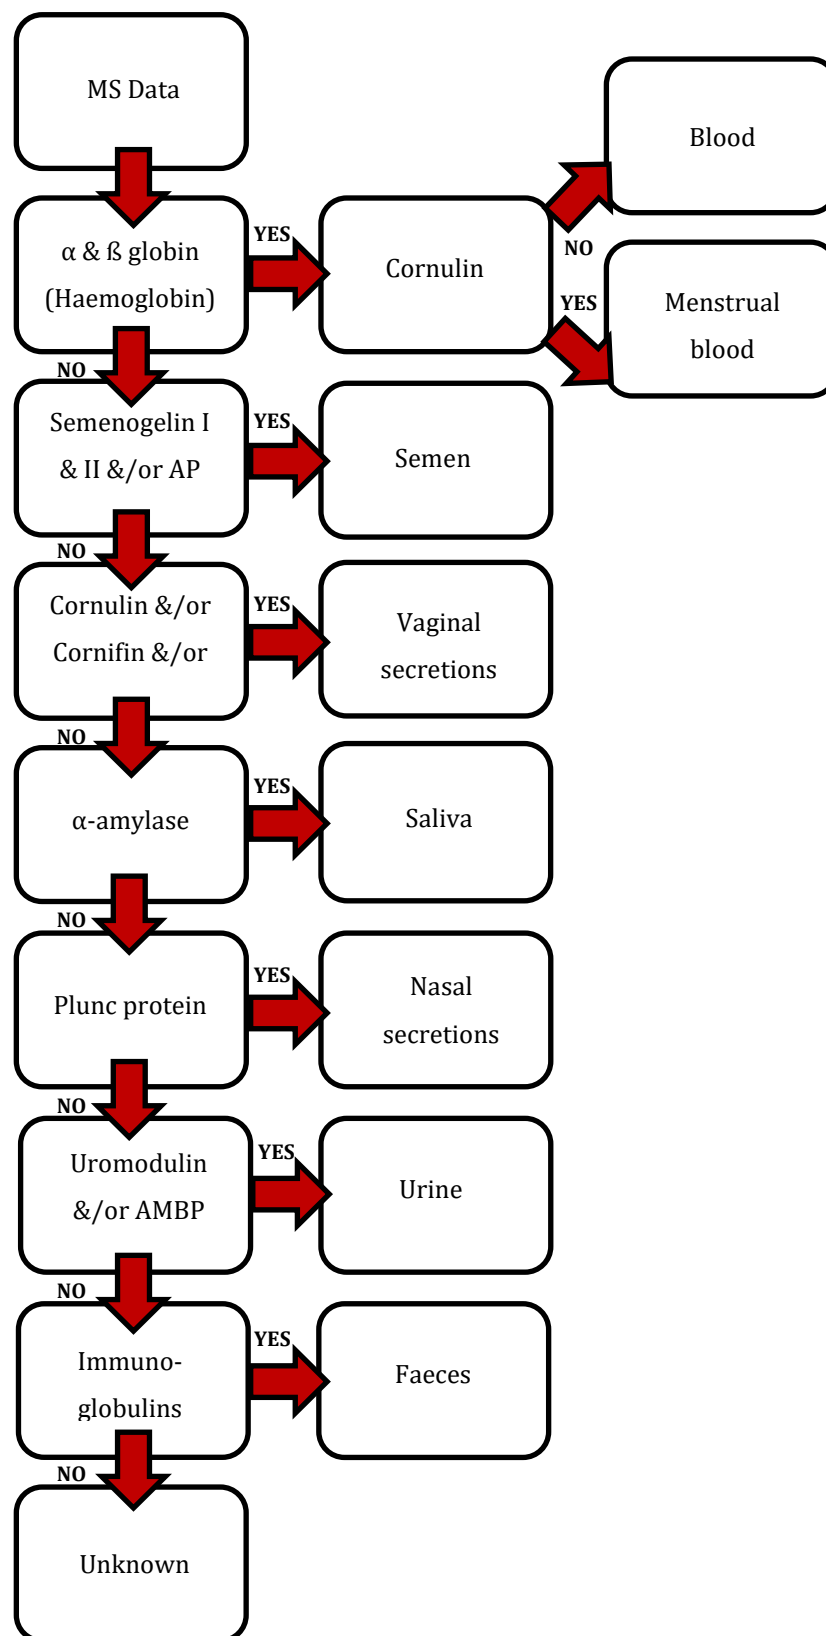 MS Data
Blood
α & ß globin
(Haemoglobin)
YES
Cornulin
NO
YES
Menstrual
blood
NO
Semenogelin I
& II &/or AP
YES
Semen
NO
Cornulin &/or
Cornifin &/or
YES
Vaginal
secretions
NO
α-amylase
YES
Saliva
NO
Plunc protein
YES
Nasal
secretions
NO
Uromodulin
&/or AMBP
YES
Urine
NO
Immuno-
globulins
YES
Faeces
NO
Unknown